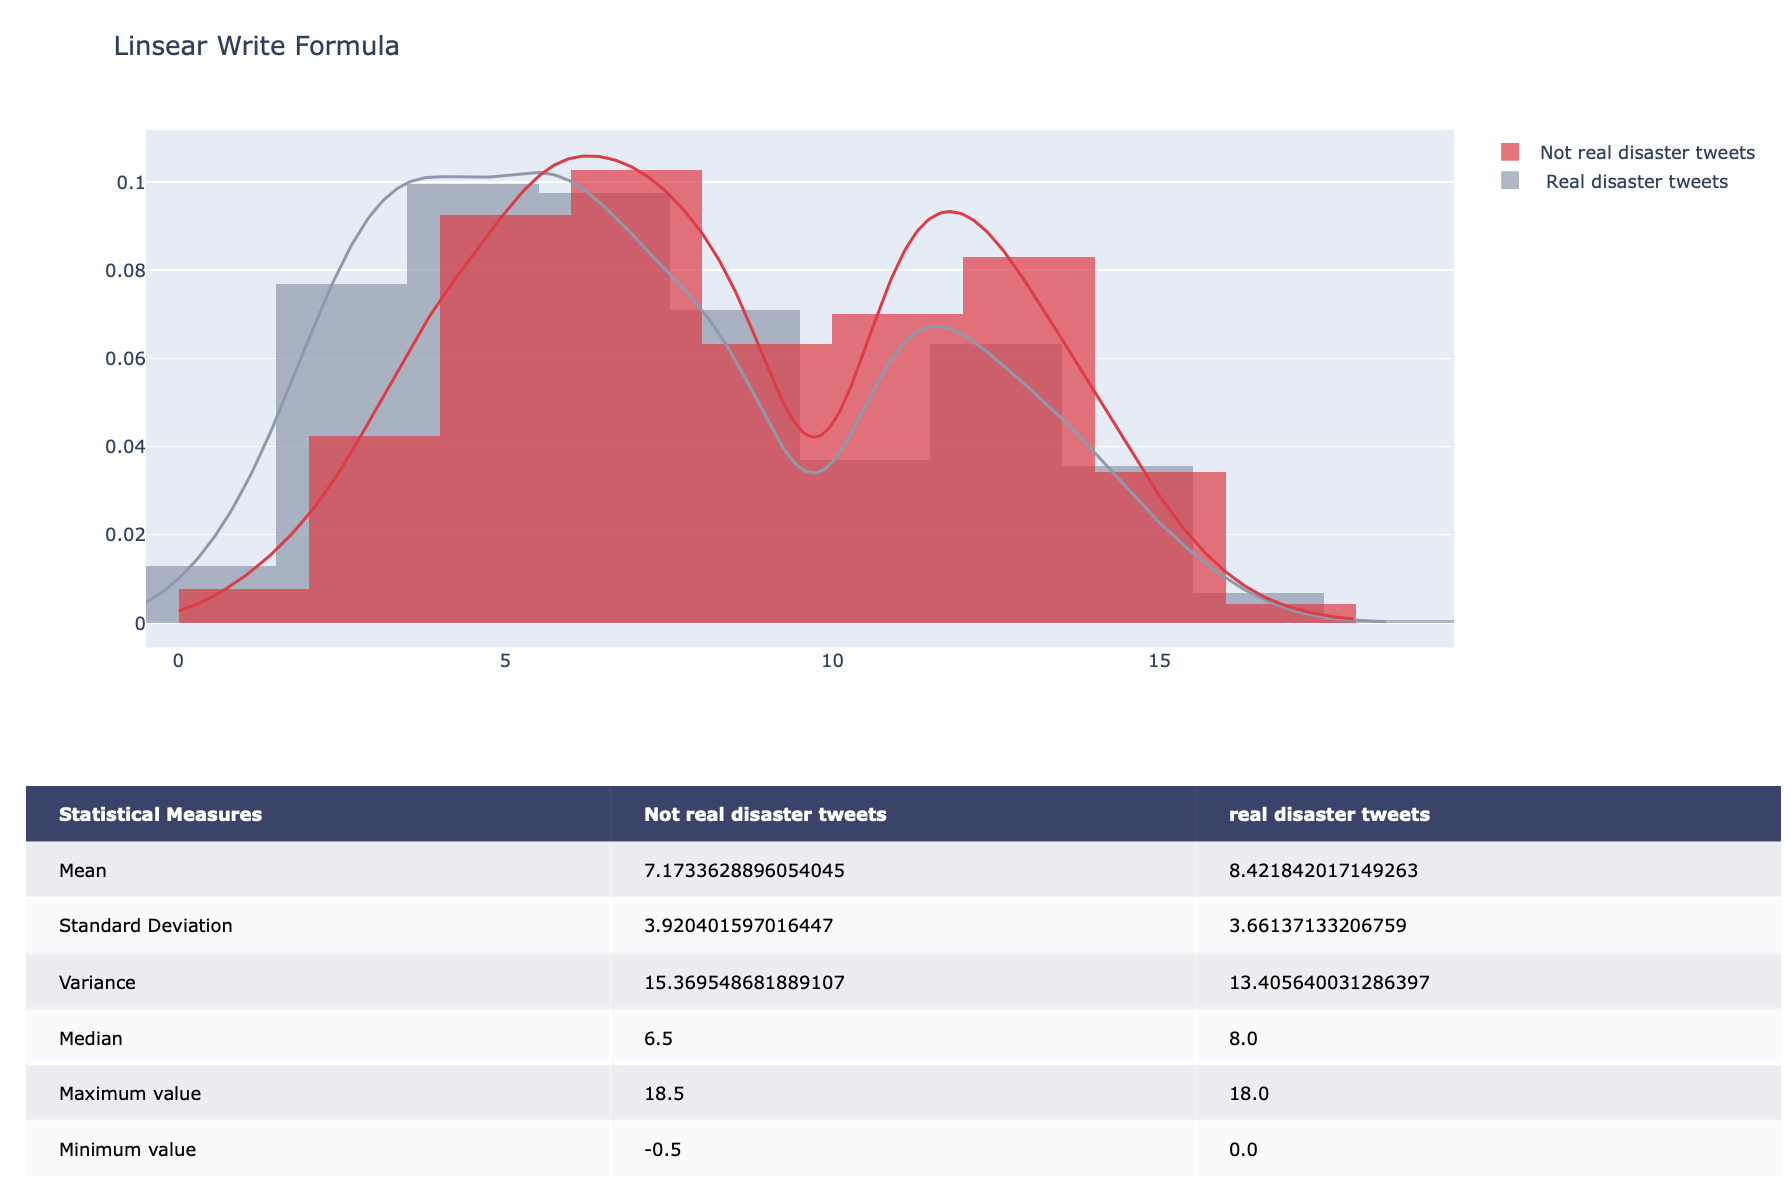 Linsear Write Formula
Not real disaster tweets
Real disaster tweets
0.1
0.08
0.06
0.04
0.02
0
0 5 10 15
Statistical Measures Not real disaster tweets real disaster tweets
Mean 7.1733628896054045 8.421842017149263
Standard Deviation 3.920401597016447 3.66137133206759
Variance 15.369548681889107 13.405640031286397
Median 6.5 8.0
Maximum value 18.5 18.0
Minimum value -0.5 0.0